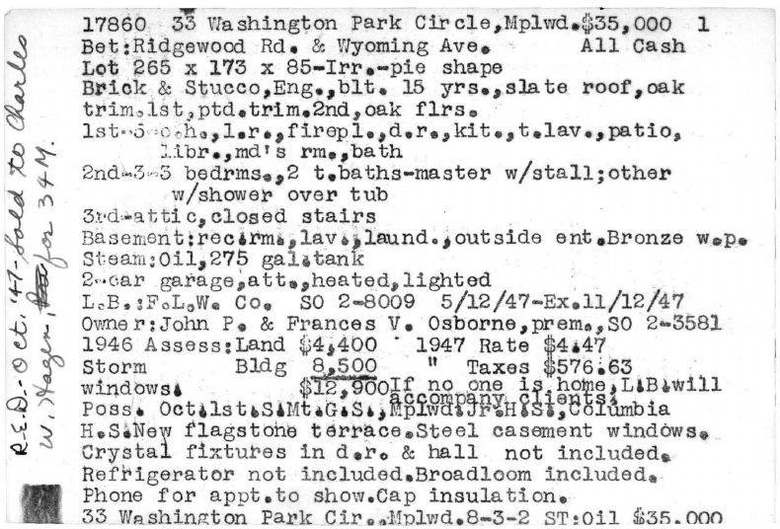 17860 33 Washington Park Circle,Mplwd.$35,000 1
Bet:Ridgewood Rd. & Wyoming Ave. All Cash
Lot 265 x 173 x 85-Irr.-pie shape
Brick & Stucco,Eng.,blt. 15 yrs.,slate roof,oak
trim.1st,ptd.trim.2nd,oak flrs.
1st-5-c.h.,l.r.,firepl.,d.r.,kit.,t.lav.,patio,
libr.,md's rm.,bath
2nd-3-3 bedrms.,2 t.baths-master w/stall;other
w/shower over tub
3rd-attic,closed stairs
Basement:rec.rm.,lav.,laund.,outside ent.Bronze w.p.
Steam:Oil,275 gal.tank
2-car garage,att.,heated,lighted
L.B.:F.L.W. Co. SO 2-8009 5/12/47-Ex.11/12/47
Owner:John P. & Frances V. Osborne,prem.,SO 2-3581
1946 Assess:Land $4,400 1947 Rate $4.47
Storm Bldg 8,500 " Taxes $576.63
windows. $12,900 If no one is home,L.B.will
accompany clients.
Poss. Oct.1st.S.Mt.G.S.,Mplwd.Jr.H.S.,Columbia
H.S.New flagstone terrace.Steel casement windows.
Crystal fixtures in d.r. & hall not included.
Refrigerator not included.Broadloom included.
Phone for appt.to show.Cap insulation.
33 Washington Park Cir.,Mplwd.8-3-2 ST:Oil $35,000
R.E.D.-Oct. '47-Sold to Charles
W. Hagen, for 34M.